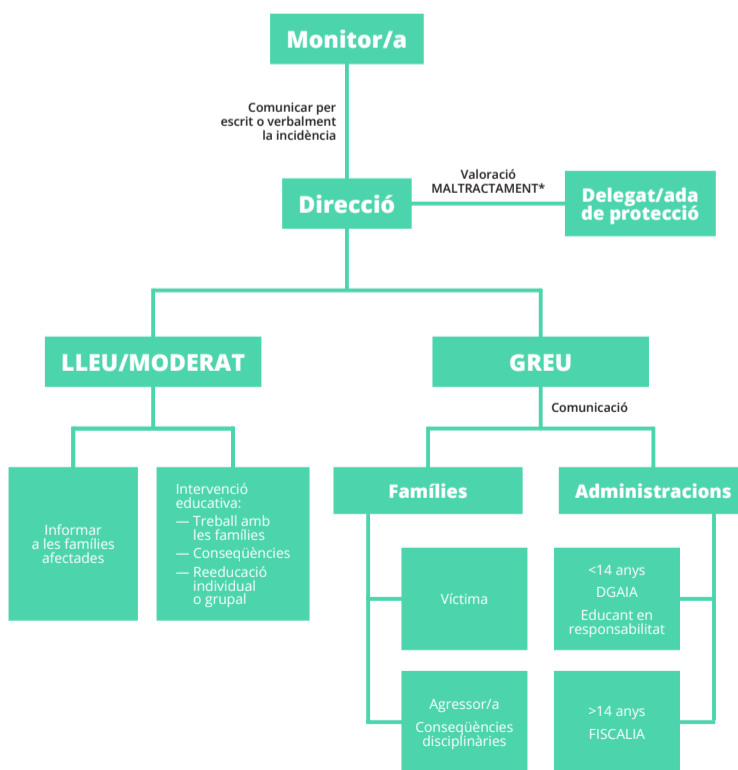 Monitor/a
Comunicar per
escrit o verbalment
la incidència
Direcció
Valoració
MALTRACTAMENT*
Delegat/ada
de protecció
LLEU/MODERAT
GREU
Comunicació
Informar
a les famílies
afectades
Intervenció
educativa:
— Treball amb
les famílies
— Conseqüències
— Reeducació
individual
o grupal
Famílies
Administracions
Víctima
<14 anys
DGAIA
Educant en
responsabilitat
Agressor/a
Conseqüències
disciplinàries
>14 anys
FISCALIA